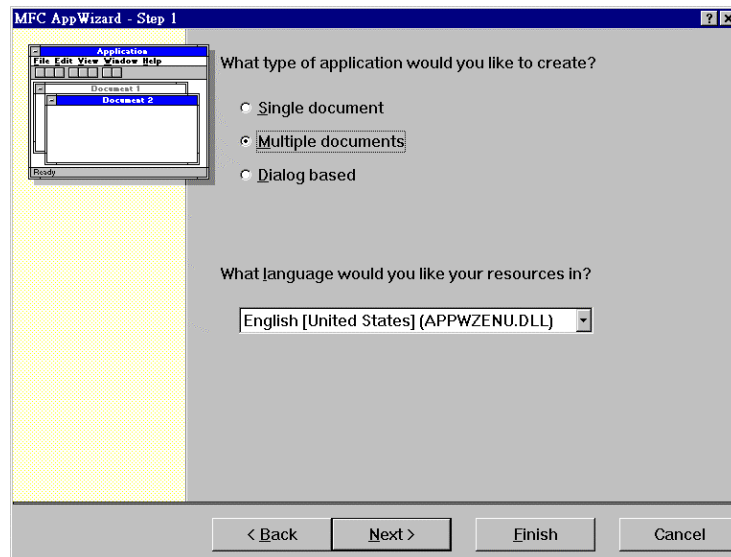 MFC AppWizard - Step 1
Application
File Edit View Window Help
Document 1
Document 2
Ready
What type of application would you like to create?
Single document
Multiple documents
Dialog based
What language would you like your resources in?
English [United States] (APPWZENU.DLL)
< Back Next > Finish Cancel